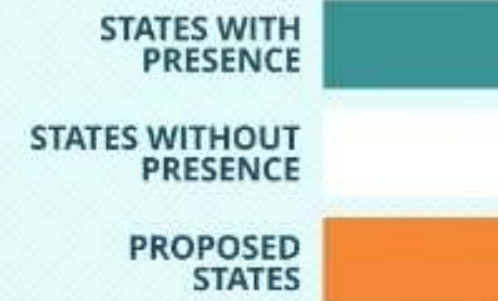 STATES WITH
PRESENCE
STATES WITHOUT
PRESENCE
PROPOSED
STATES